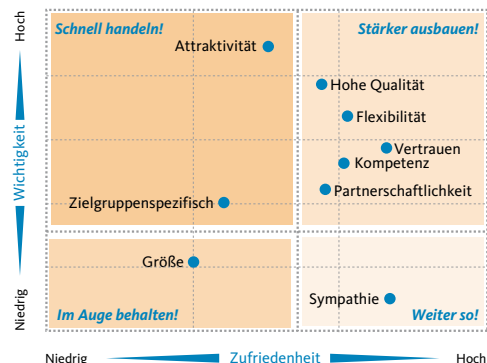 Hoch
Schnell handeln!
Stärker ausbauen!
Attraktivität
Hohe Qualität
Flexibilität
Vertrauen
Kompetenz
Partnerschaftlichkeit
Zielgruppenspezifisch
Wichtigkeit
Größe
Sympathie
Im Auge behalten!
Weiter so!
Niedrig
Niedrig
Zufriedenheit
Hoch